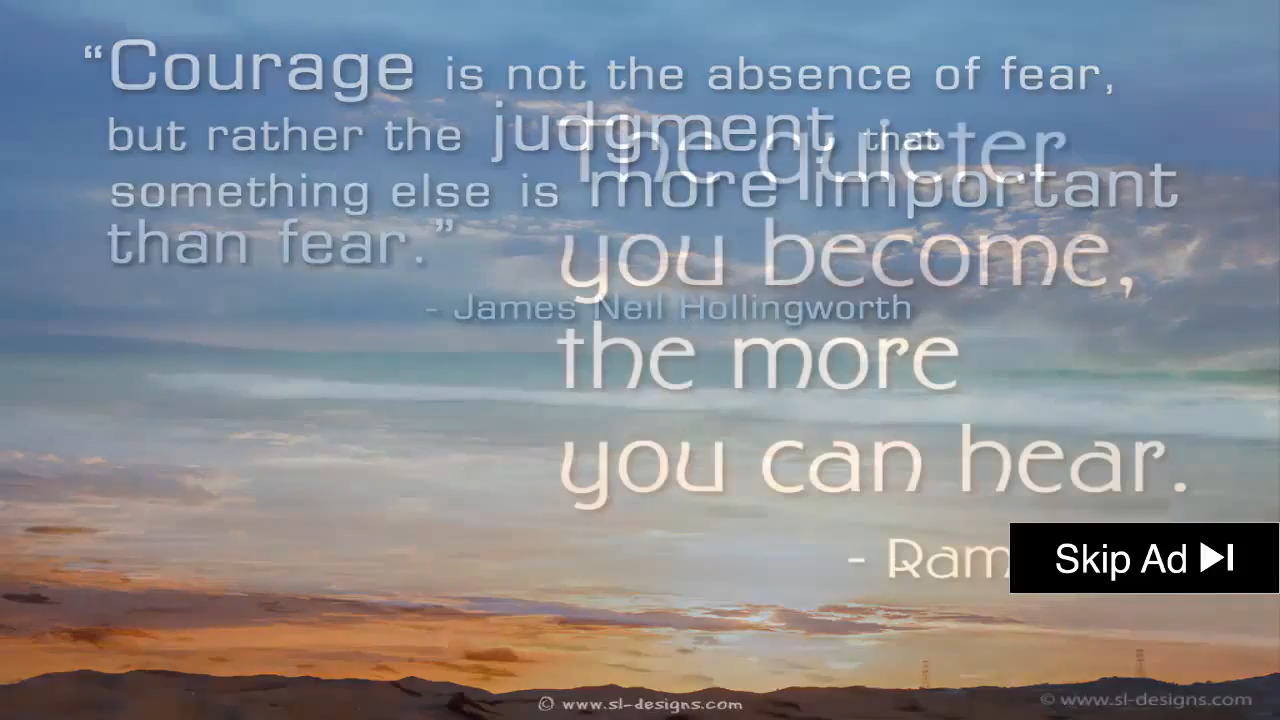 “Courage is not the absence of fear,
but rather the judgment, that
something else is more important
than fear.”
- James Neil Hollingworth
The quieter
you become,
the more
you can hear.
- Ram
Skip Ad
© www.sl-designs.com
© www.sl-designs.com